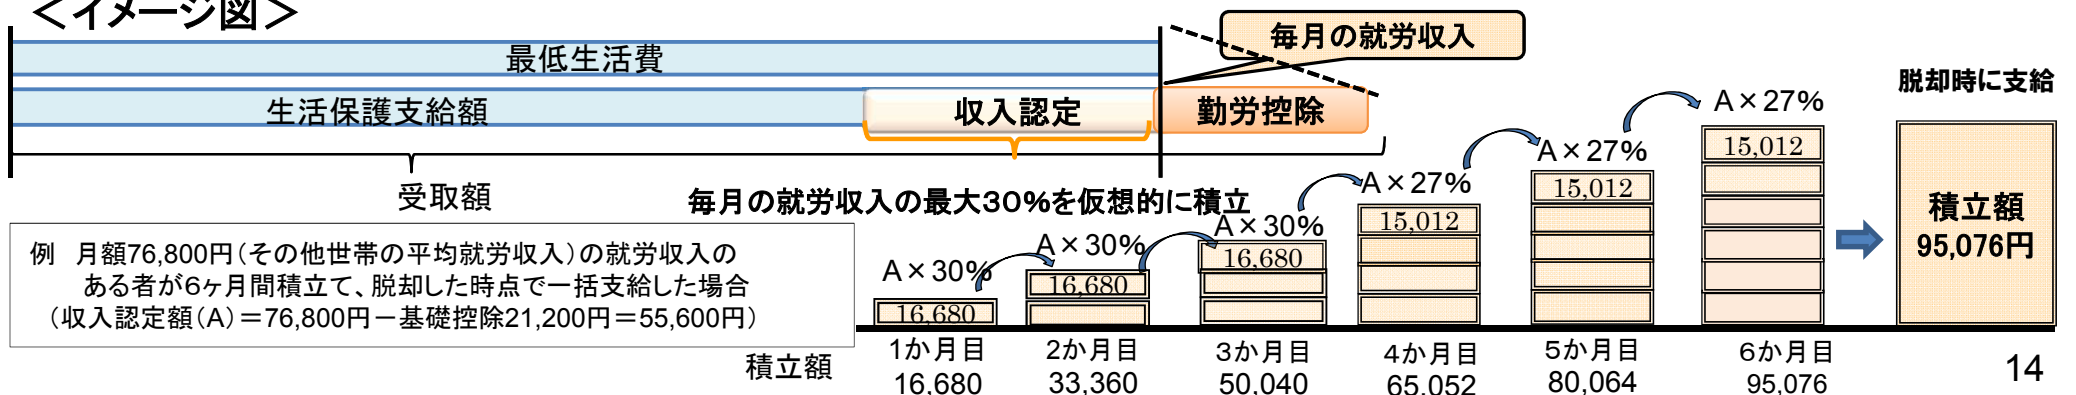 ＜イメージ図＞
毎月の就労収入
最低生活費
脱却時に支給
生活保護支給額
収入認定
勤労控除
受取額
毎月の就労収入の最大30%を仮想的に積立
例　月額76,800円（その他世帯の平均就労収入）の就労収入の
ある者が6ヶ月間積立て、脱却した時点で一括支給した場合
（収入認定額（A）＝76,800円－基礎控除21,200円＝55,600円）
A×30%
16,680
A×30%
16,680
A×30%
16,680
A×27%
15,012
A×27%
15,012
A×27%
15,012
積立額
95,076円
積立額
1か月目
16,680
2か月目
33,360
3か月目
50,040
4か月目
65,052
5か月目
80,064
6か月目
95,076
14